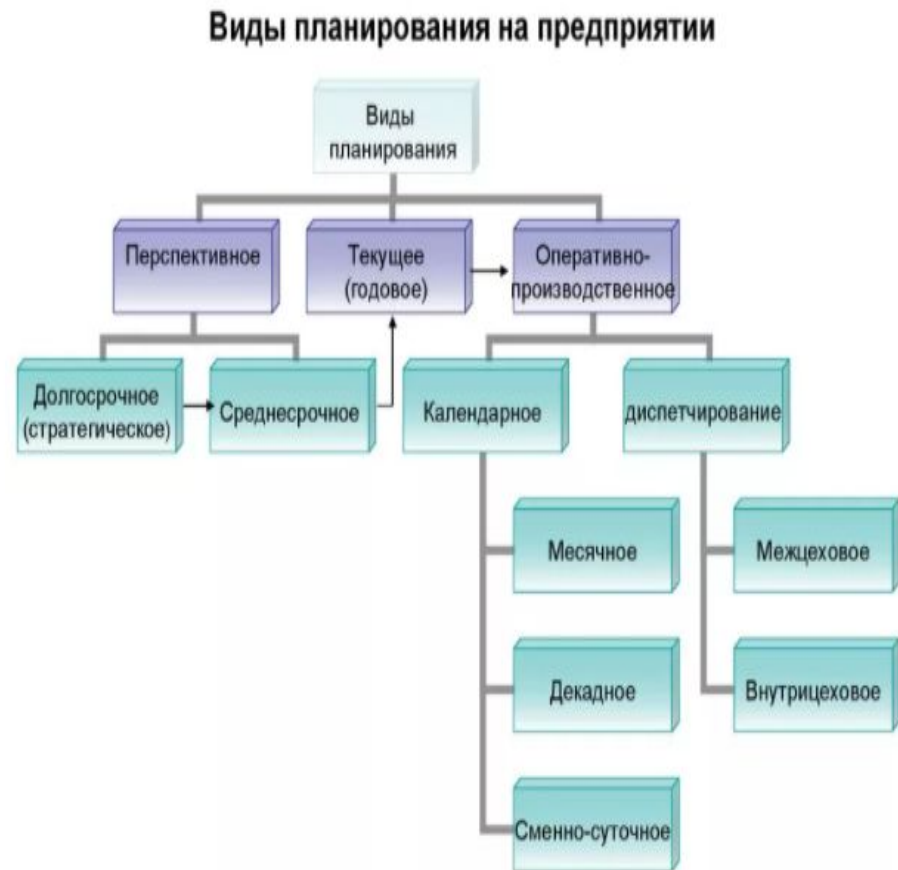 Виды планирования на предприятии
Виды
планирования
Перспективное
Текущее
(годовое)
Оперативно-
производственное
Долгосрочное
(стратегическое)
Среднесрочное
Календарное
диспетчирование
Месячное
Межцеховое
Декадное
Внутрицеховое
Сменно-суточное